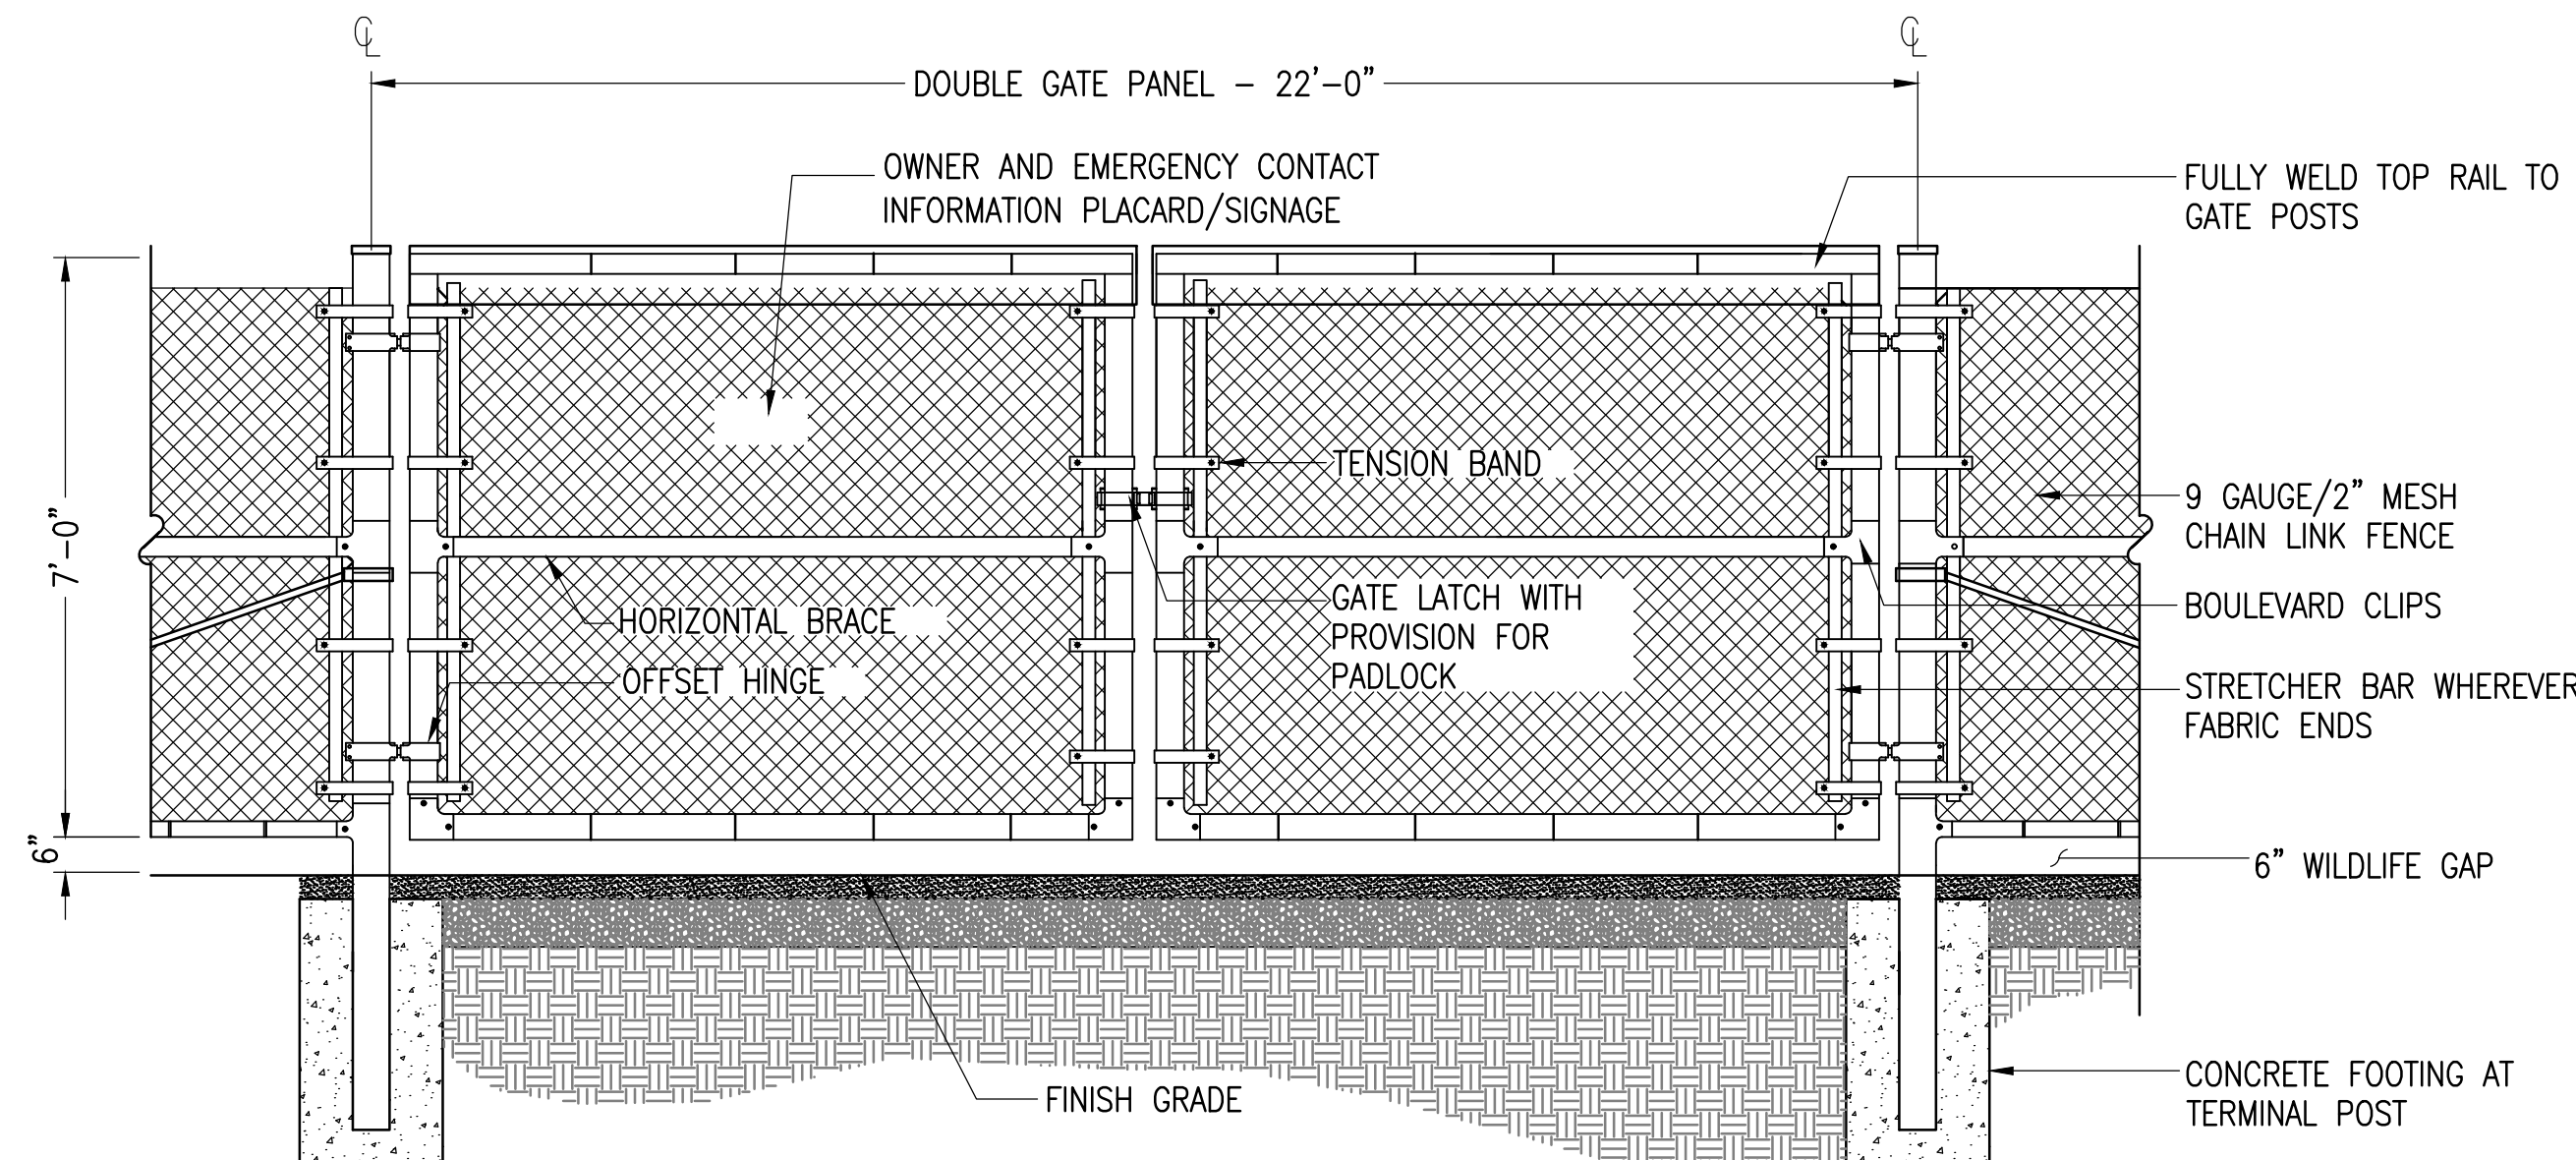 ℄
℄
DOUBLE GATE PANEL - 22'-0"
OWNER AND EMERGENCY CONTACT
INFORMATION PLACARD/SIGNAGE
FULLY WELD TOP RAIL TO
GATE POSTS
TENSION BAND
9 GAUGE/2" MESH
CHAIN LINK FENCE
7'-0"
GATE LATCH WITH
PROVISION FOR
PADLOCK
HORIZONTAL BRACE
BOULEVARD CLIPS
OFFSET HINGE
STRETCHER BAR WHEREVER
FABRIC ENDS
6"
6" WILDLIFE GAP
FINISH GRADE
CONCRETE FOOTING AT
TERMINAL POST